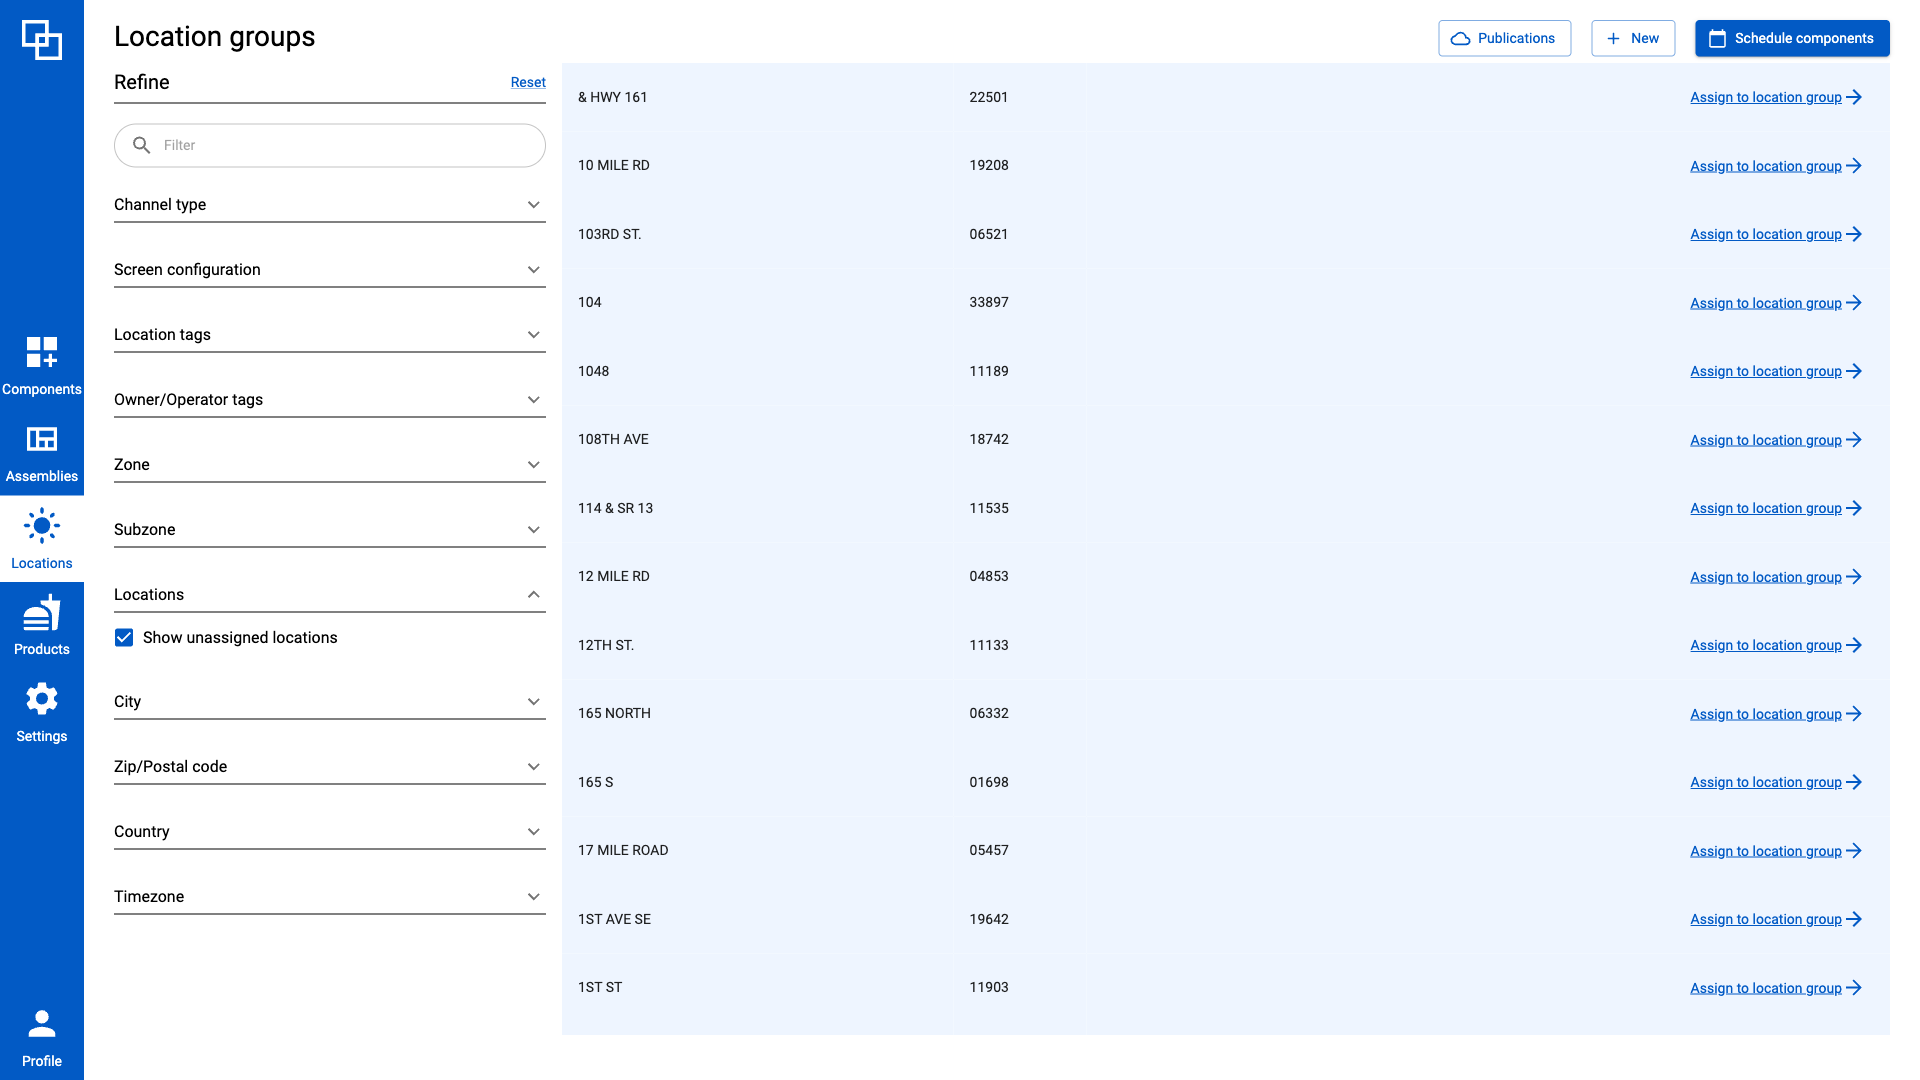 Location groups
Publications
New
Schedule components
Refine
Reset
Filter
Channel type
Screen configuration
Location tags
Owner/Operator tags
Zone
Subzone
Locations
Show unassigned locations
City
Zip/Postal code
Country
Timezone
Components
Assemblies
Locations
Products
Settings
Profile
& HWY 161 22501 Assign to location group
10 MILE RD 19208 Assign to location group
103RD ST. 06521 Assign to location group
104 33897 Assign to location group
1048 11189 Assign to location group
108TH AVE 18742 Assign to location group
114 & SR 13 11535 Assign to location group
12 MILE RD 04853 Assign to location group
12TH ST. 11133 Assign to location group
165 NORTH 06332 Assign to location group
165 S 01698 Assign to location group
17 MILE ROAD 05457 Assign to location group
1ST AVE SE 19642 Assign to location group
1ST ST 11903 Assign to location group